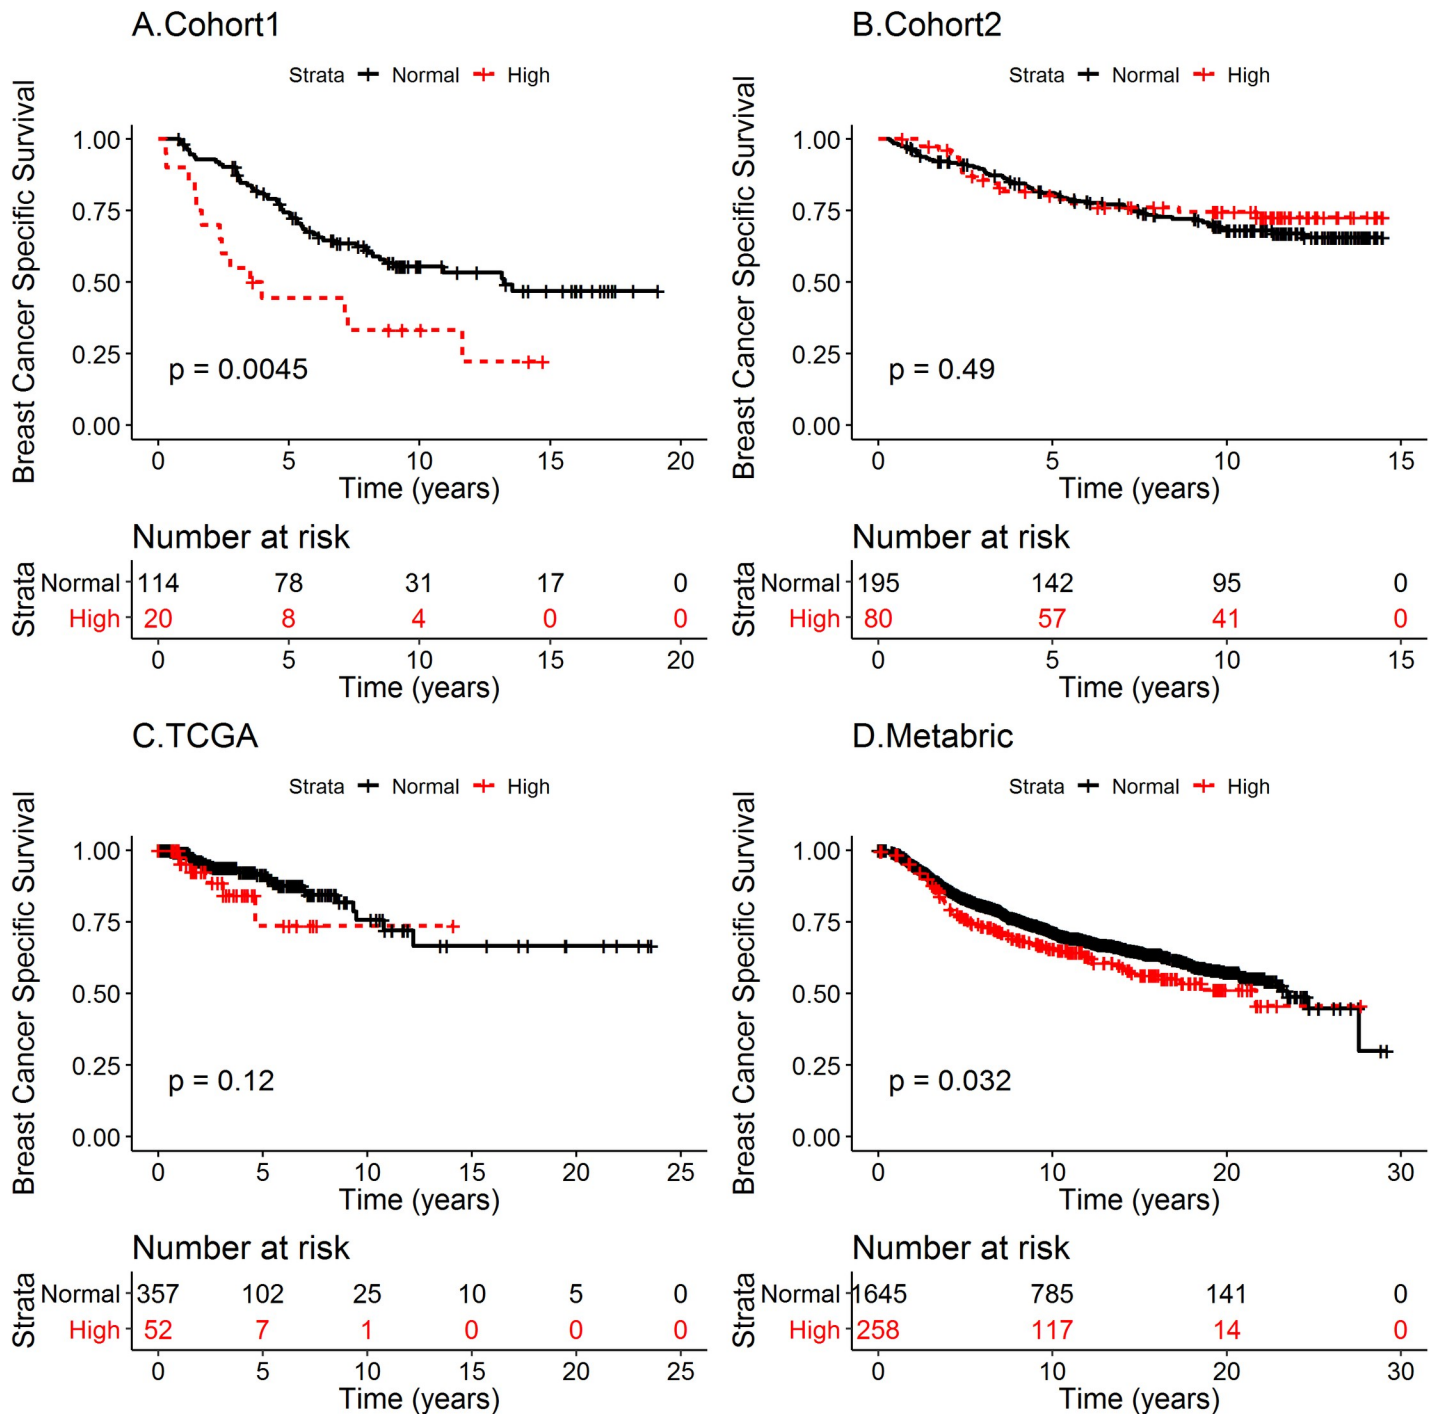 A.Cohort1
Strata Normal High
Breast Cancer Specific Survival
1.00
0.75
0.50
0.25
0.00
p = 0.0045
0 5 10 15 20
Time (years)
Number at risk
Strata
Normal 114 78 31 17 0
High 20 8 4 0 0
0 5 10 15 20
Time (years)
B.Cohort2
Strata Normal High
Breast Cancer Specific Survival
1.00
0.75
0.50
0.25
0.00
p = 0.49
0 5 10 15
Time (years)
Number at risk
Strata
Normal 195 142 95 0
High 80 57 41 0
0 5 10 15
Time (years)
C.TCGA
Strata Normal High
Breast Cancer Specific Survival
1.00
0.75
0.50
0.25
0.00
p = 0.12
0 5 10 15 20 25
Time (years)
Number at risk
Strata
Normal 357 102 25 10 5 0
High 52 7 1 0 0 0
0 5 10 15 20 25
Time (years)
D.Metabric
Strata Normal High
Breast Cancer Specific Survival
1.00
0.75
0.50
0.25
0.00
p = 0.032
0 10 20 30
Time (years)
Number at risk
Strata
Normal 1645 785 141 0
High 258 117 14 0
0 10 20 30
Time (years)